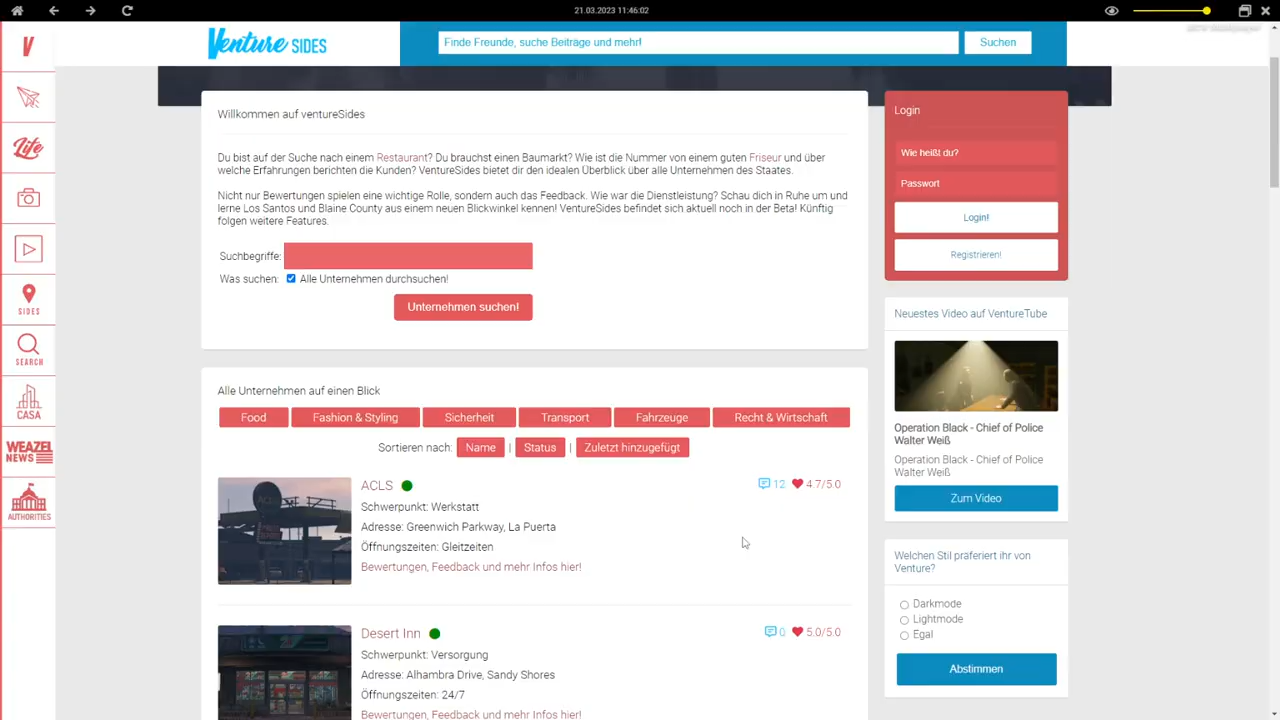 21.03.2023 11:46:02
V
Venture SIDES
Finde Freunde, suche Beiträge und mehr!
Suchen
Life
SIDES
SEARCH
CASA
WEAZEL
NEWS
AUTHORITIES
Willkommen auf ventureSides
Du bist auf der Suche nach einem Restaurant? Du brauchst einen Baumarkt? Wie ist die Nummer von einem guten Friseur und über
welche Erfahrungen berichten die Kunden? VentureSides bietet dir den idealen Überblick über alle Unternehmen des Staates.
Nicht nur Bewertungen spielen eine wichtige Rolle, sondern auch das Feedback. Wie war die Dienstleistung? Schau dich in Ruhe um und
lerne Los Santos und Blaine County aus einem neuen Blickwinkel kennen! VentureSides befindet sich aktuell noch in der Beta! Künftig
folgen weitere Features.
Suchbegriffe:
Was suchen: Alle Unternehmen durchsuchen!
Unternehmen suchen!
Alle Unternehmen auf einen Blick
Food Fashion & Styling Sicherheit Transport Fahrzeuge Recht & Wirtschaft
Sortieren nach: Name | Status | Zuletzt hinzugefügt
ACLS 12 4.7/5.0
Schwerpunkt: Werkstatt
Adresse: Greenwich Parkway, La Puerta
Öffnungszeiten: Gleitzeiten
Bewertungen, Feedback und mehr Infos hier!
Desert Inn 0 5.0/5.0
Schwerpunkt: Versorgung
Adresse: Alhambra Drive, Sandy Shores
Öffnungszeiten: 24/7
Bewertungen, Feedback und mehr Infos hier!
Login
Wie heißt du?
Passwort
Login!
Registrieren!
Neuestes Video auf VentureTube
Operation Black - Chief of Police
Walter Weiß
Operation Black - Chief of Police
Walter Weiß
Zum Video
Welchen Stil präferiert ihr von
Venture?
Darkmode
Lightmode
Egal
Abstimmen